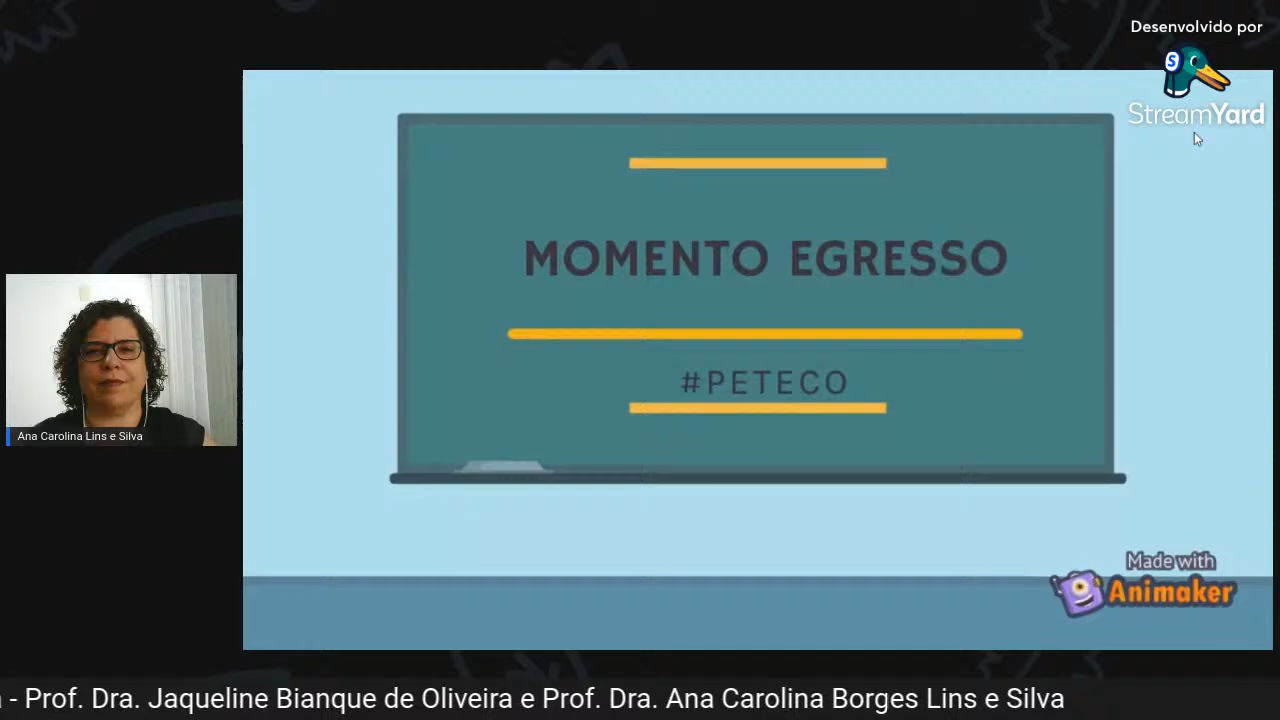 Desenvolvido por
S
StreamYard
MOMENTO EGRESSO
#PETECO
Ana Carolina Lins e Silva
Made with
Animaker
- Prof. Dra. Jaqueline Bianque de Oliveira e Prof. Dra. Ana Carolina Borges Lins e Silva